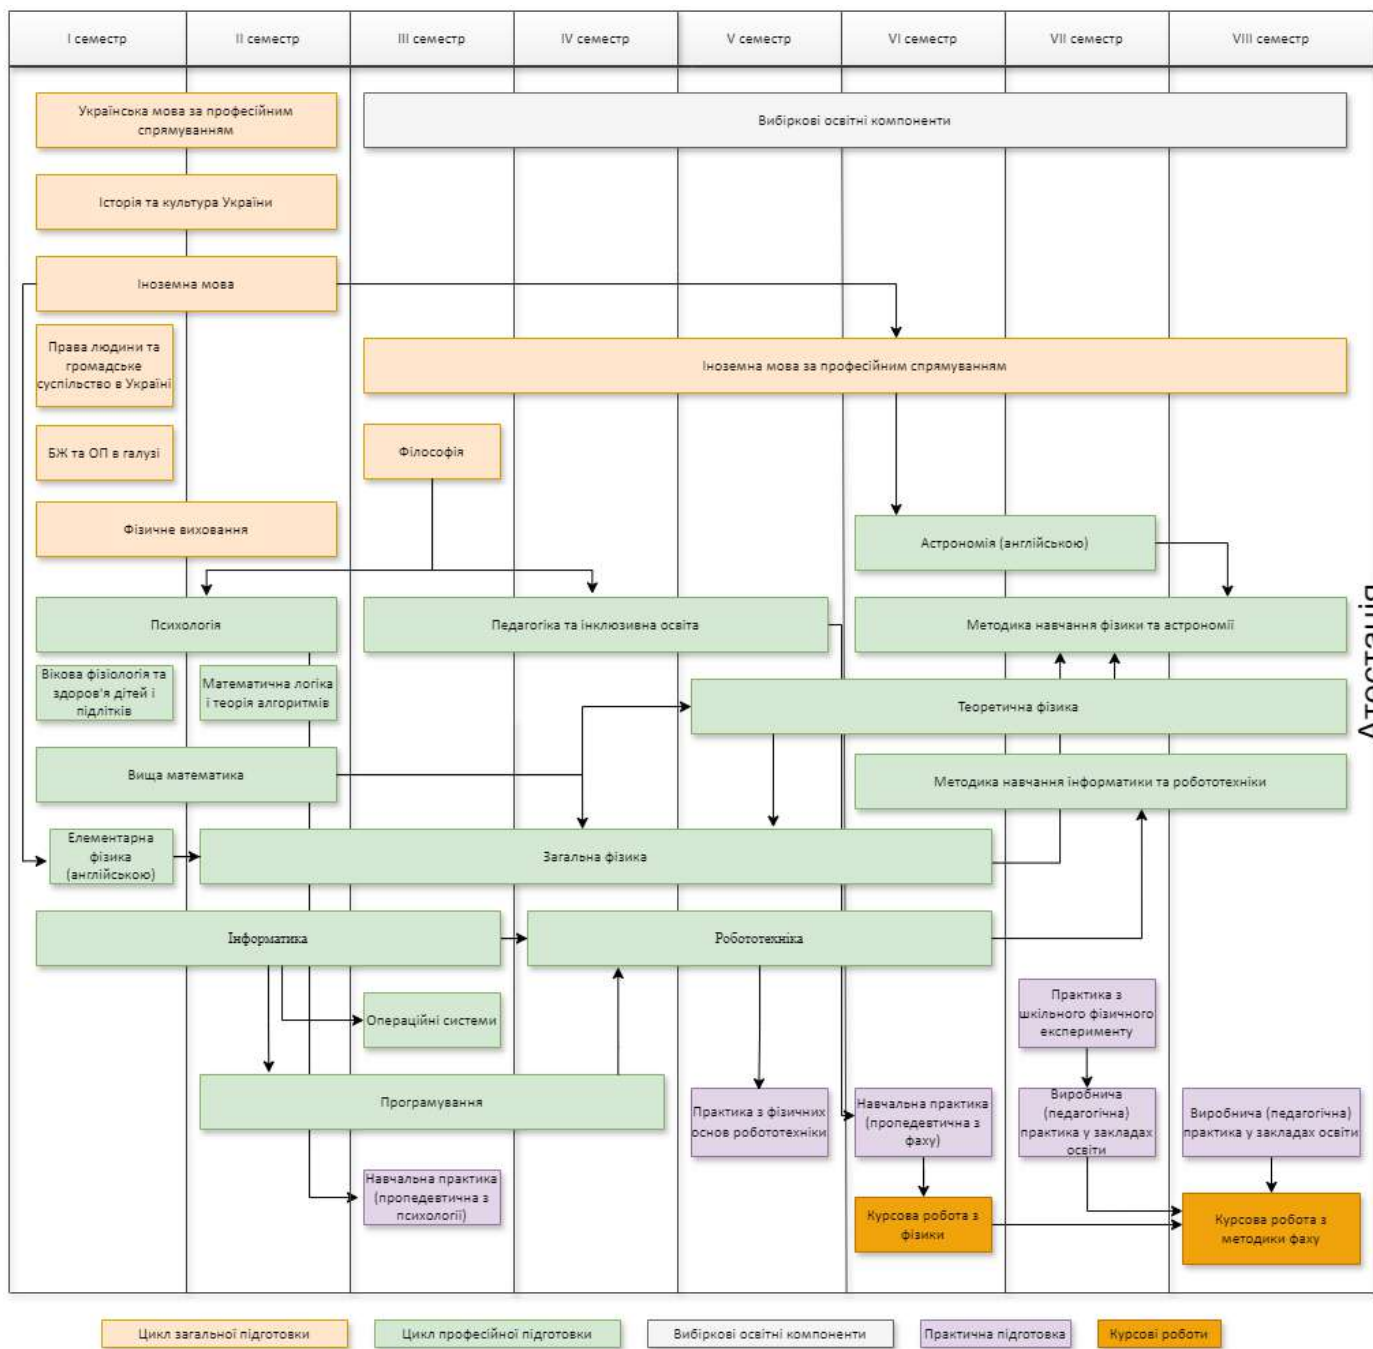 I семестр
II семестр
III семестр
IV семестр
V семестр
VI семестр
VII семестр
VIII семестр
Українська мова за професійним
спрямуванням
Вибіркові освітні компоненти
Історія та культура України
Іноземна мова
Права людини та
громадське
суспільство в Україні
Іноземна мова за професійним спрямуванням
БЖ та ОП в галузі
Філософія
Фізичне виховання
Астрономія (англійською)
Психологія
Педагогіка та інклюзивна освіта
Методика навчання фізики та астрономії
Атестація
Вікова фізіологія та
здоров'я дітей і
підлітків
Математична логіка
і теорія алгоритмів
Теоретична фізика
Вища математика
Методика навчання інформатики та робототехніки
Елементарна
фізика
(англійською)
Загальна фізика
Інформатика
Робототехніка
Операційні системи
Практика з
шкільного фізичного
експерименту
Програмування
Практика з фізичних
основ робототехніки
Навчальна практика
(пропедевтична з
фаху)
Виробнича
(педагогічна)
практика у закладах
освіти
Виробнича (педагогічна)
практика у закладах освіти
Навчальна практика
(пропедевтична з
психології)
Курсова робота з
фізики
Курсова робота з
методики фаху
Цикл загальної підготовки
Цикл професійної підготовки
Вибіркові освітні компоненти
Практична підготовка
Курсові роботи